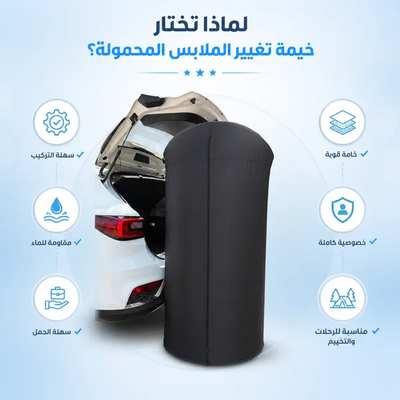 لماذا تختار
خيمة تغيير الملابس المحمولة؟
خامة قوية
سهلة التركيب
خصوصية كاملة
مقاومة للماء
مناسبة للرحلات
والتخييم
سهلة الحمل